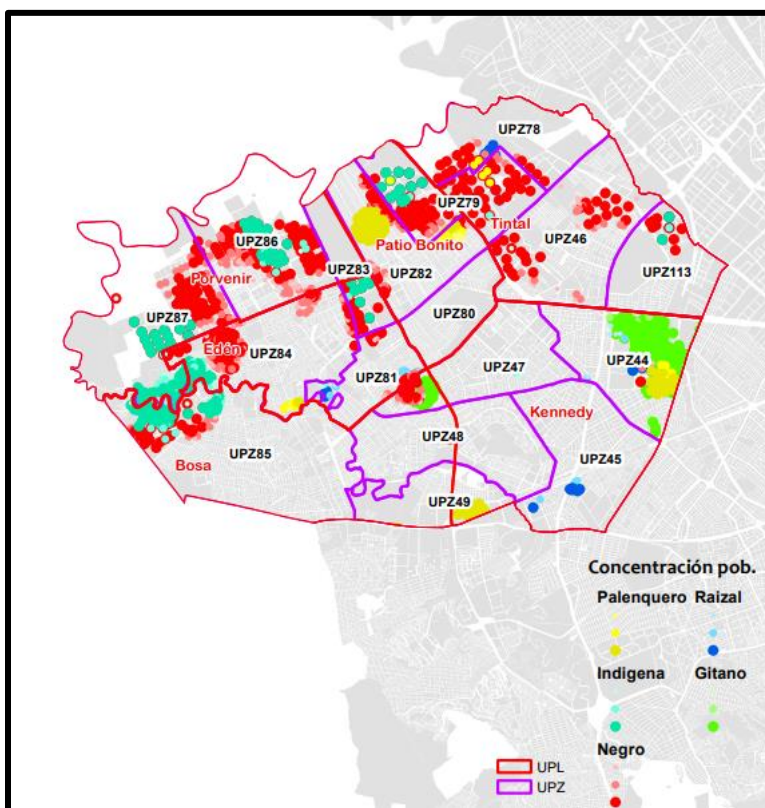 UPZ78
UPZ79
Tintal
UPZ46
UPZ86
Patio Bonito
UPZ83
UPZ82
UPZ113
Porvenir
UPZ87
UPZ80
Edén
UPZ84
UPZ44
UPZ81
UPZ47
Kennedy
UPZ48
Bosa
UPZ85
UPZ45
UPZ49
Concentración pob.
Palenquero Raizal
Indigena Gitano
Negro
UPL
UPZ